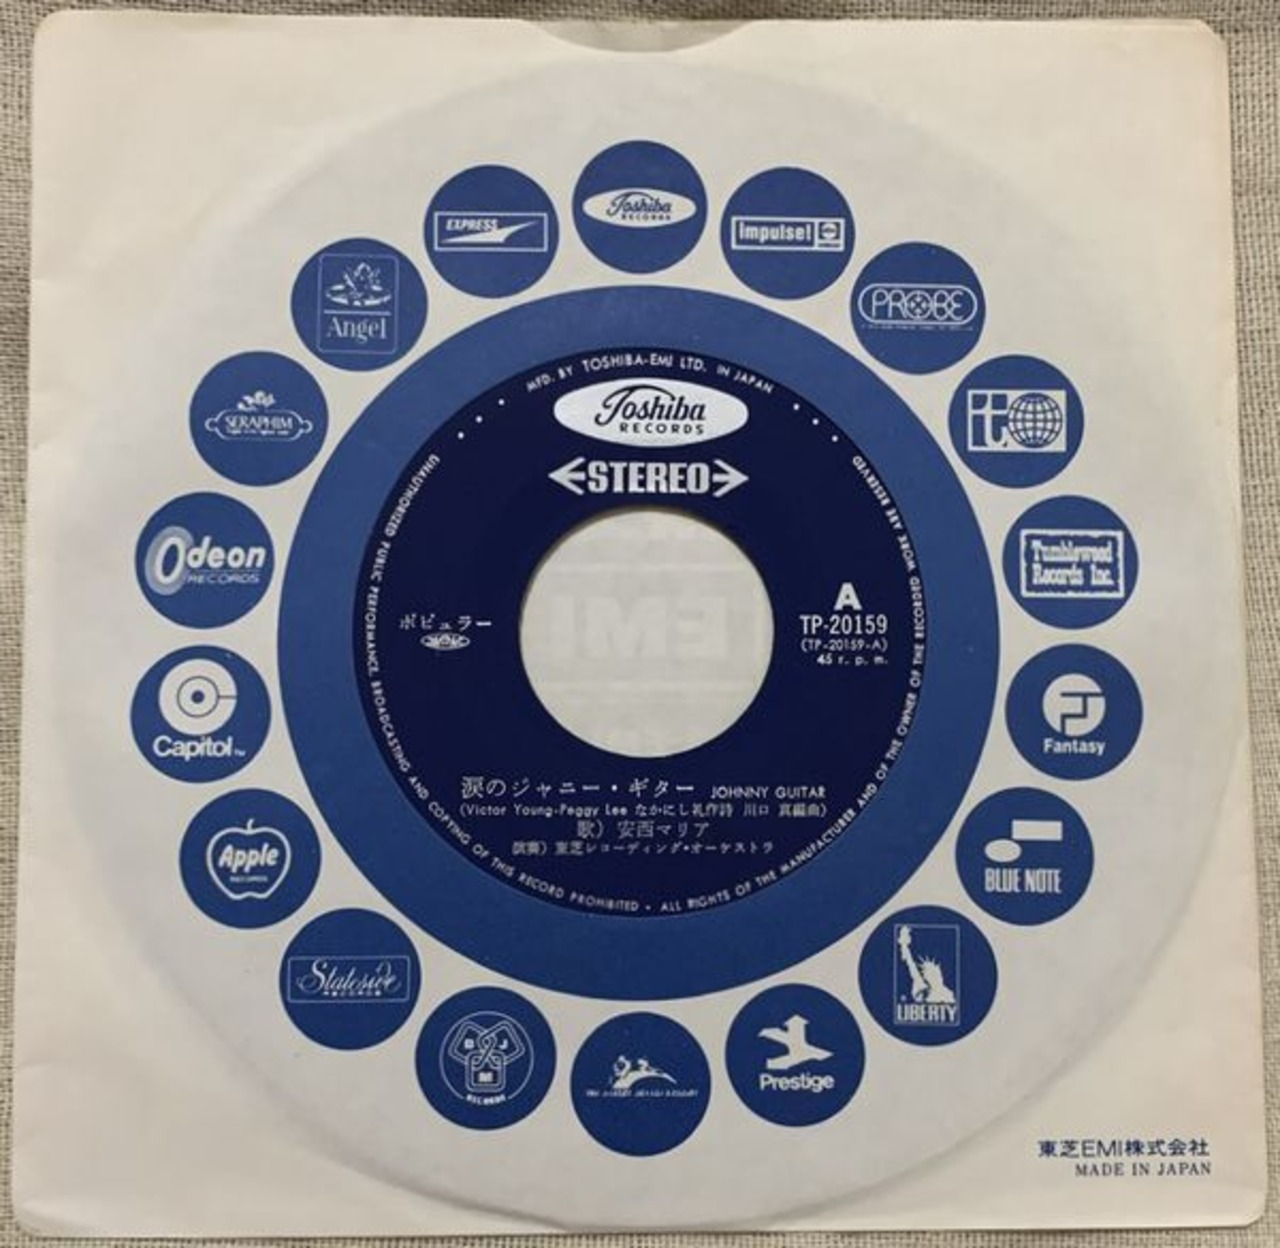 Toshiba
RECORDS
EXPRESS
impulse!
Angel
PROBE
SERAPHIM
it
Odeon
RECORDS
Tumbleweed
Records Inc.
Capitol
Fantasy
Apple
RECORDS
BLUE NOTE
Stateside
RECORDS
LIBERTY
B J
M
RECORDS
Prestige
MFD. BY TOSHIBA-EMI LTD. IN JAPAN
Toshiba
RECORDS
STEREO
A
TP-20159
(TP-20159-A)
45 r. p. m.
ポピュラー
涙のジャニー・ギター JOHNNY GUITAR
(Victor Young-Peggy Lee なかにし礼作詩 川口 真編曲)
歌) 安西マリア
演奏) 東芝レコーディング・オーケストラ
UNAUTHORIZED PUBLIC PERFORMANCE, BROADCASTING AND COPYING OF THIS RECORD PROHIBITED • ALL RIGHTS OF THE MANUFACTURER AND OF THE OWNER OF THE RECORDED WORK ARE RESERVED
EMI
東芝EMI株式会社
MADE IN JAPAN